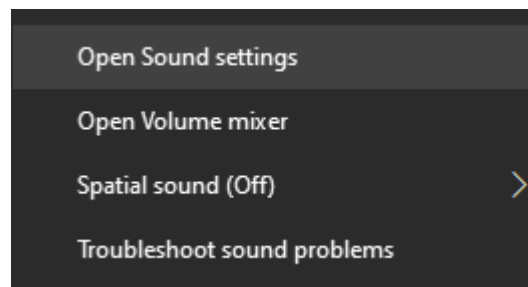 Open Sound settings
Open Volume mixer
Spatial sound (Off)
Troubleshoot sound problems